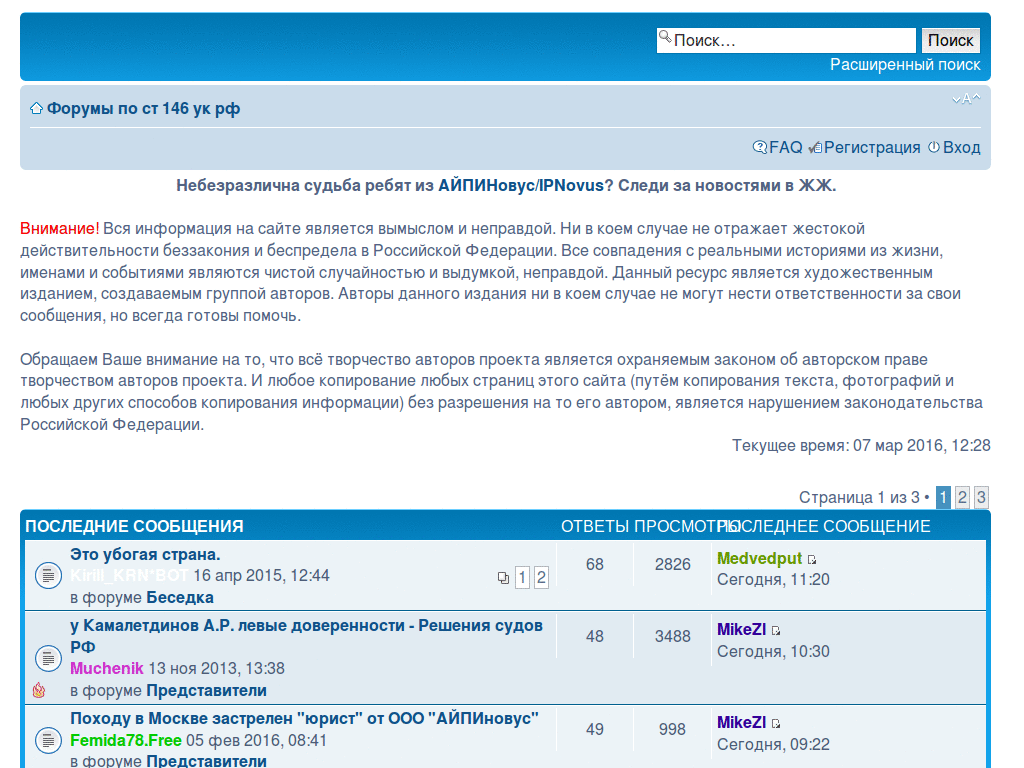 Поиск…
Поиск
Расширенный поиск
Форумы по ст 146 ук рф
A
FAQ Регистрация Вход
Небезразлична судьба ребят из АЙПИНовус/IPNovus? Следи за новостями в ЖЖ.
Внимание! Вся информация на сайте является вымыслом и неправдой. Ни в коем случае не отражает жестокой
действительности беззакония и беспредела в Российской Федерации. Все совпадения с реальными историями из жизни,
именами и событиями являются чистой случайностью и выдумкой, неправдой. Данный ресурс является художественным
изданием, создаваемым группой авторов. Авторы данного издания ни в коем случае не могут нести ответственности за свои
сообщения, но всегда готовы помочь.
Обращаем Ваше внимание на то, что всё творчество авторов проекта является охраняемым законом об авторском праве
творчеством авторов проекта. И любое копирование любых страниц этого сайта (путём копирования текста, фотографий и
любых других способов копирования информации) без разрешения на то его автором, является нарушением законодательства
Российской Федерации.
Текущее время: 07 мар 2016, 12:28
Страница 1 из 3 • 1 2 3
ПОСЛЕДНИЕ СООБЩЕНИЯ ОТВЕТЫ ПРОСМОТРЫ ПОСЛЕДНЕЕ СООБЩЕНИЕ
Это убогая страна.
Kirill_KRN*BOT 16 апр 2015, 12:44
в форуме Беседка
1 2
68
2826
Medvedput
Сегодня, 11:20
у Камалетдинов А.Р. левые доверенности - Решения судов
РФ
Muchenik 13 ноя 2013, 13:38
в форуме Представители
48
3488
MikeZI
Сегодня, 10:30
Походу в Москве застрелен "юрист" от ООО "АЙПИновус"
Femida78.Free 05 фев 2016, 08:41
в форуме Представители
49
998
MikeZI
Сегодня, 09:22